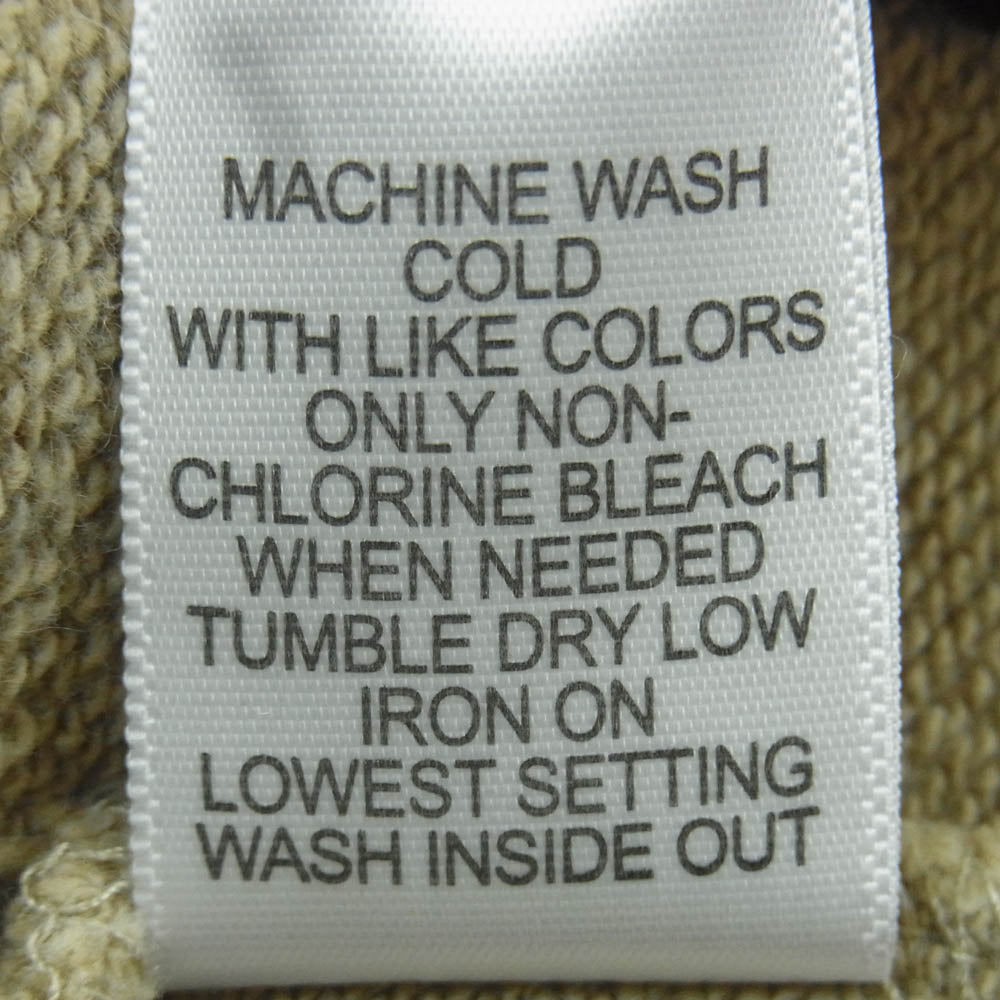 MACHINE WASH
COLD
WITH LIKE COLORS
ONLY NON-
CHLORINE BLEACH
WHEN NEEDED
TUMBLE DRY LOW
IRON ON
LOWEST SETTING
WASH INSIDE OUT